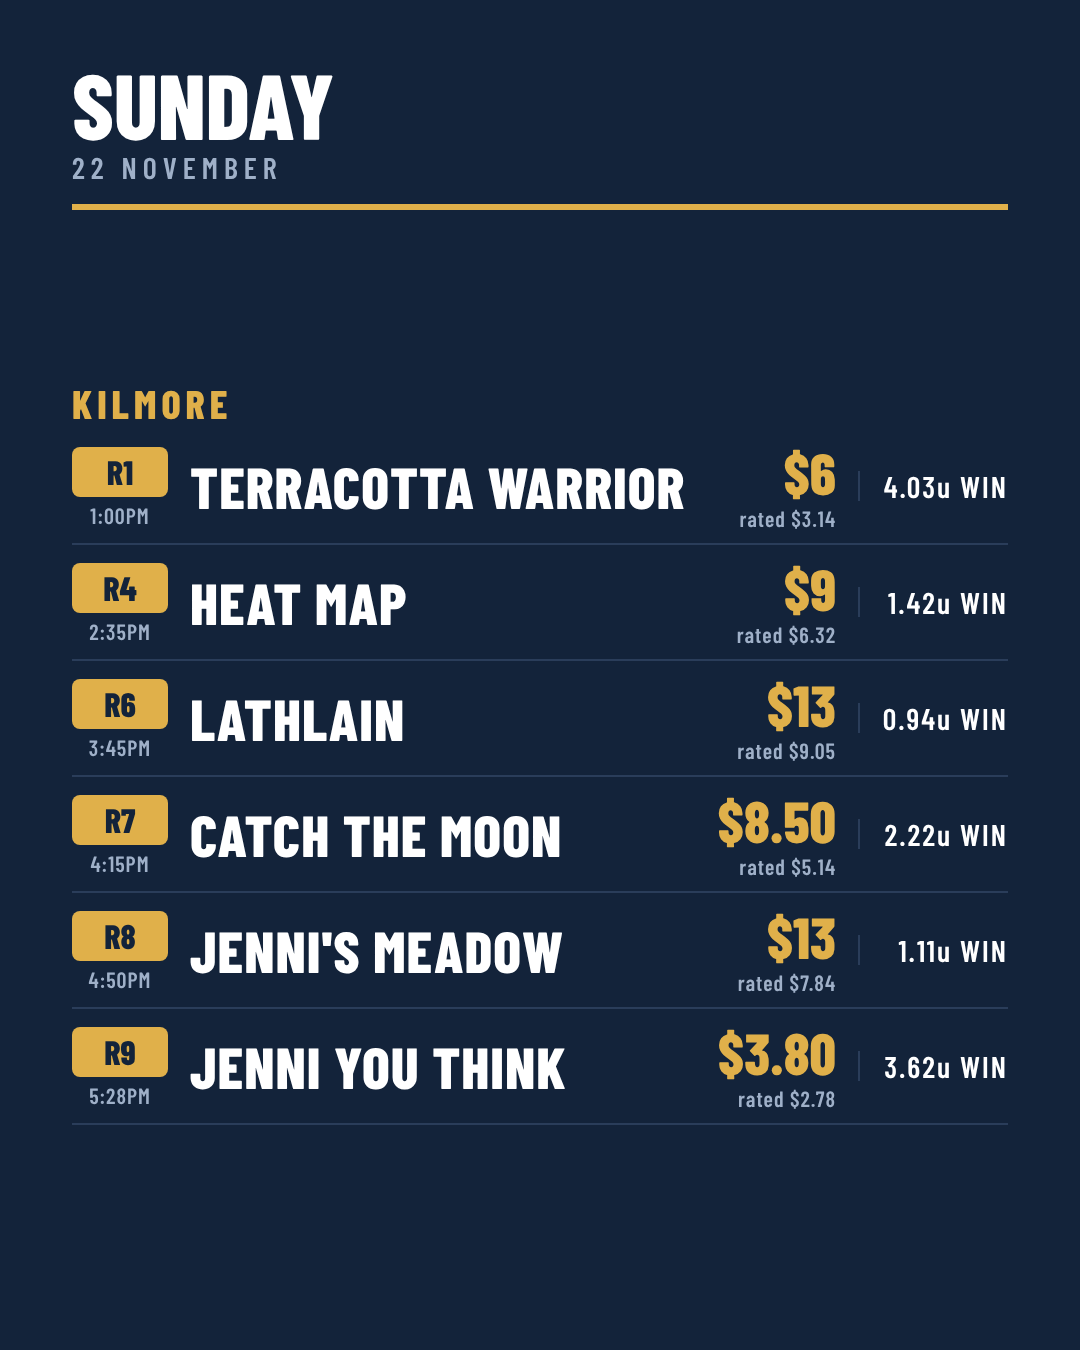 SUNDAY
22 NOVEMBER
KILMORE
R1
1:00PM
TERRACOTTA WARRIOR
$6
rated $3.14
4.03u WIN
R4
2:35PM
HEAT MAP
$9
rated $6.32
1.42u WIN
R6
3:45PM
LATHLAIN
$13
rated $9.05
0.94u WIN
R7
4:15PM
CATCH THE MOON
$8.50
rated $5.14
2.22u WIN
R8
4:50PM
JENNI'S MEADOW
$13
rated $7.84
1.11u WIN
R9
5:28PM
JENNI YOU THINK
$3.80
rated $2.78
3.62u WIN